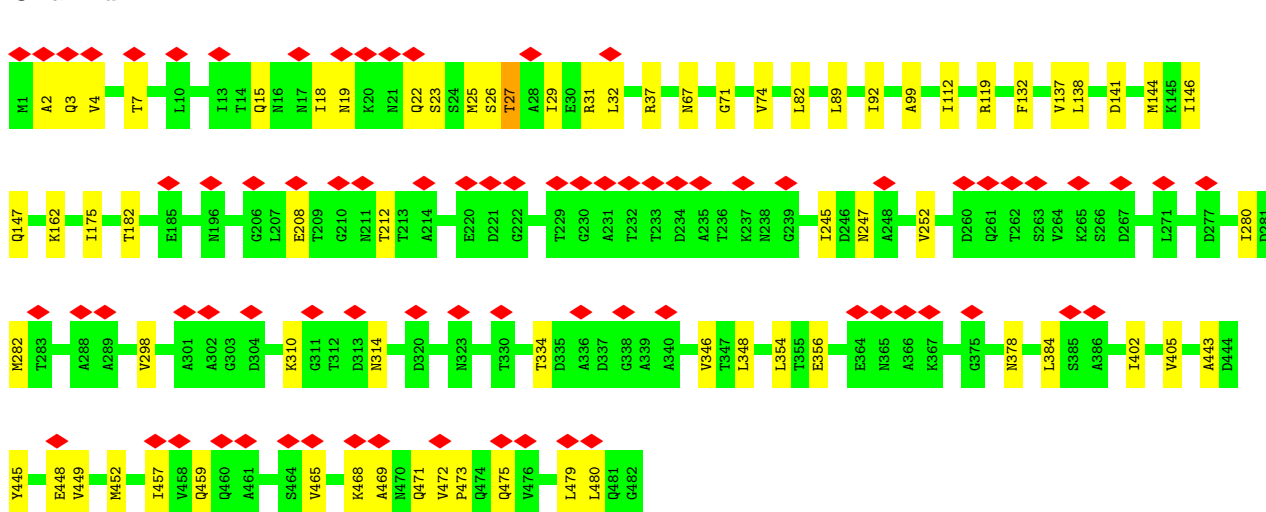 M1 A2 Q3 V4 T7 L10 I13 T14 Q15 N16 N17 I18 N19 K20 N21 Q22 S23 S24 M25 S26 T27 A28 I29 E30 R31 L32 R37 N67 G71 V74 L82 L89 I92 A99 I112 R119 F132 V137 L138 D141 M144 K145 I146
Q147 K162 I175 T182 E185 N196 G206 L207 E208 T209 G210 N211 T212 T213 A214 E220 D221 G222 T229 G230 A231 T232 T233 D234 A235 T236 K237 N238 G239 I245 D246 N247 A248 V252 D260 Q261 T262 S263 V264 K265 S266 D267 L271 D277 I280 D281
M282 T283 A288 A289 V298 A301 A302 G303 D304 K310 G311 T312 D313 N314 D320 N323 T330 T334 D335 A336 D337 G338 A339 A340 V346 T347 L348 L354 T355 E356 E364 N365 A366 K367 G375 N378 L384 S385 A386 I402 V405 A443 D444
Y445 E448 V449 M452 I457 V458 Q459 Q460 A461 S464 V465 K468 A469 N470 Q471 V472 P473 Q474 Q475 V476 L479 L480 Q481 G482